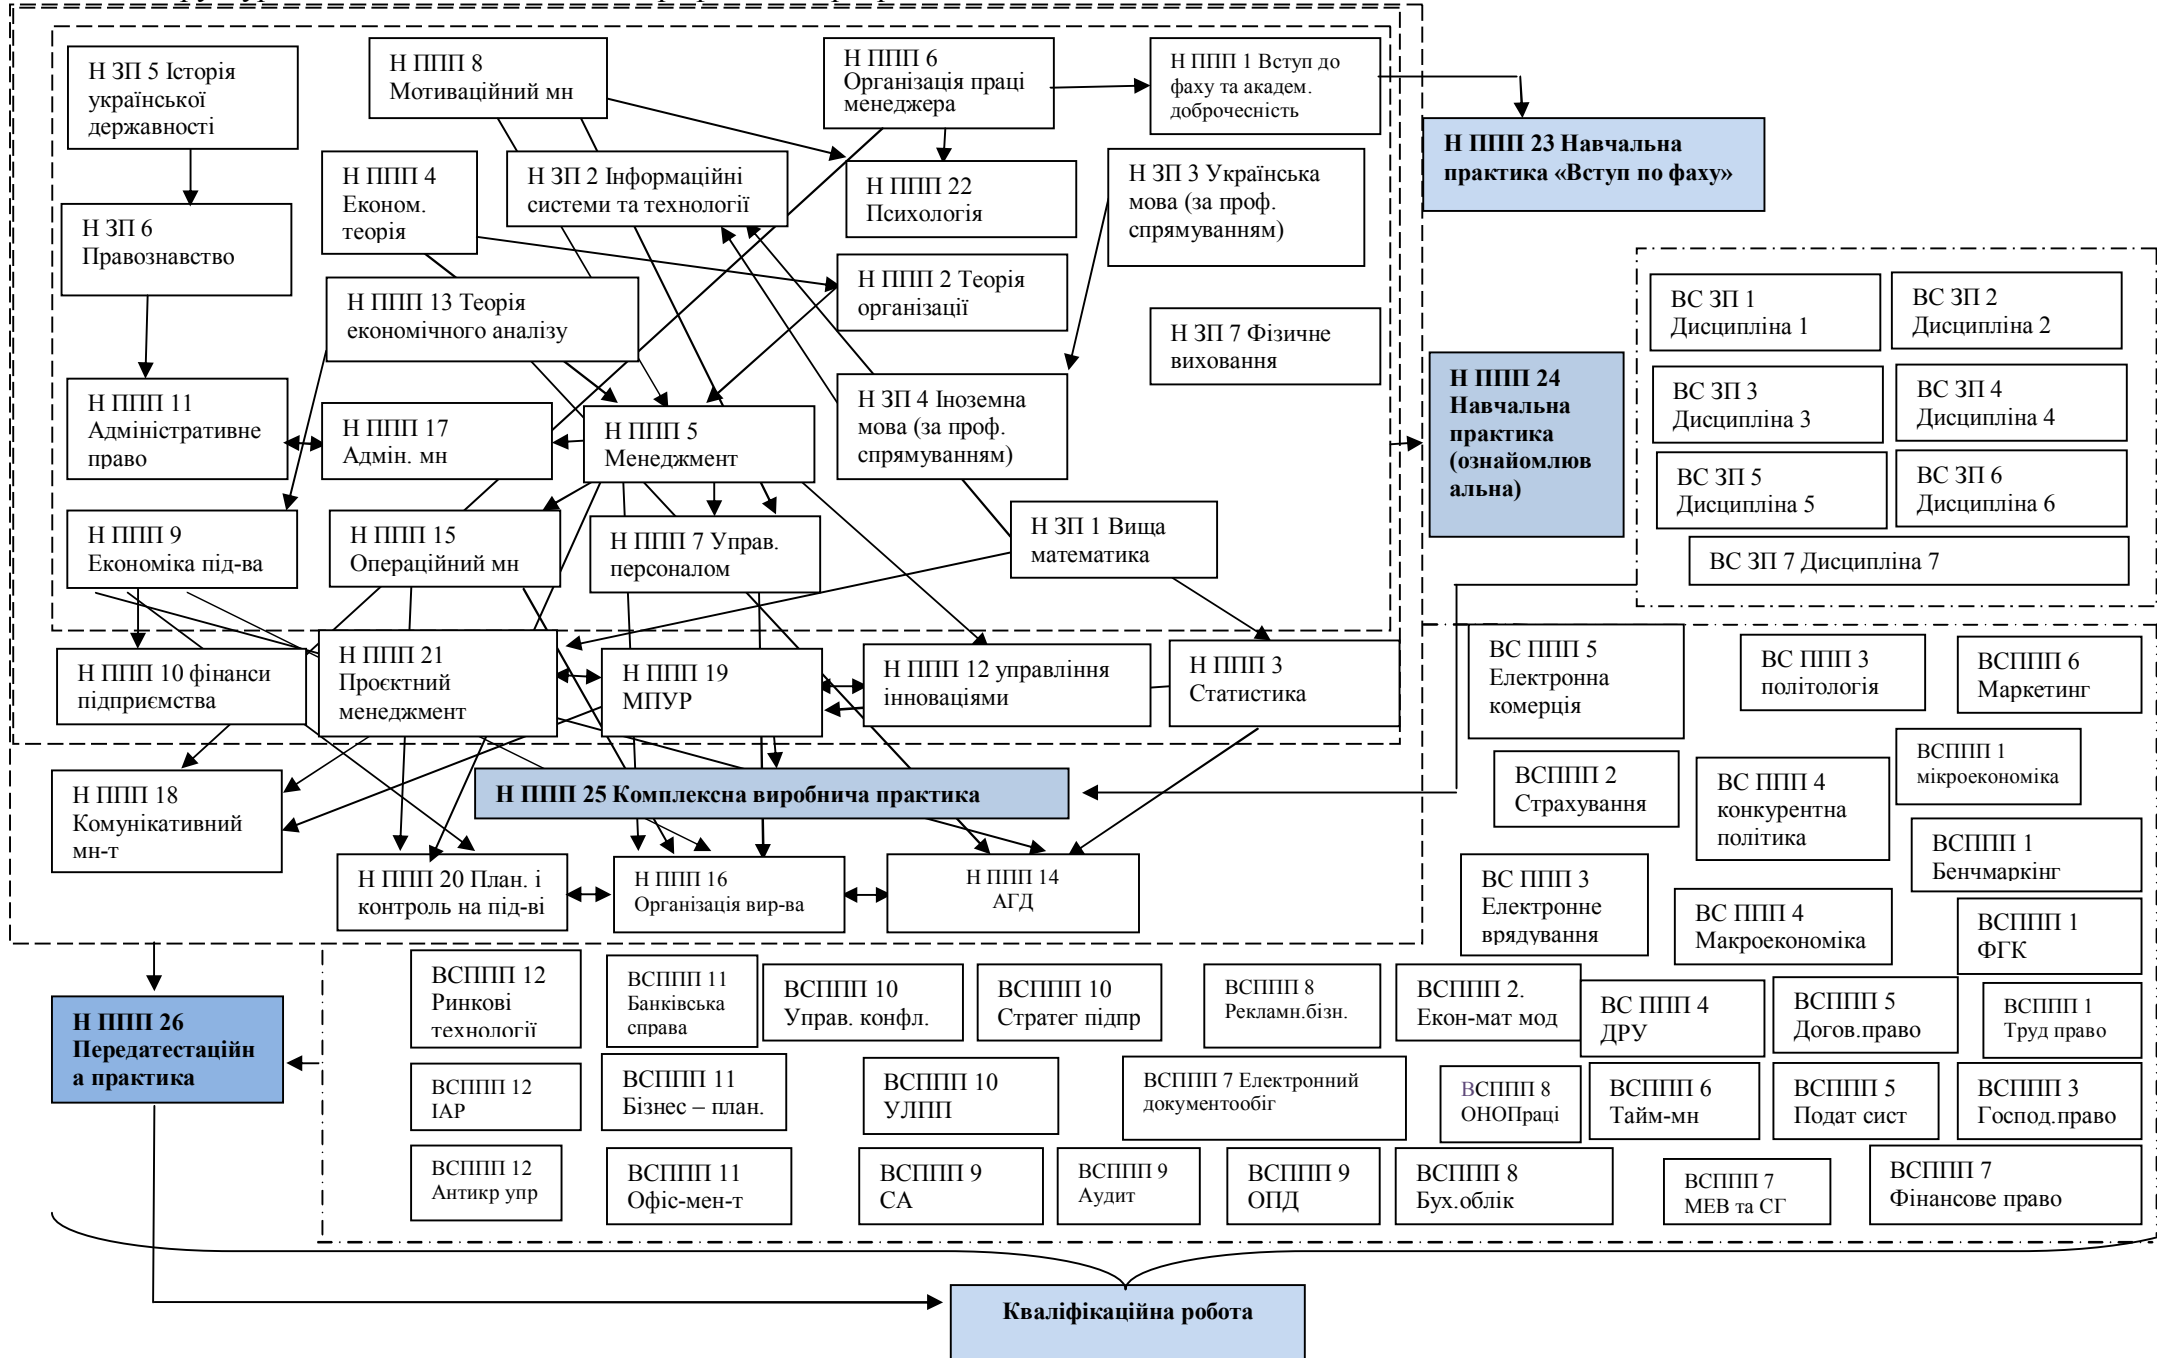 Н ЗП 5 Історія
української
державності
Н ППП 8
Мотиваційний мн
Н ППП 6
Організація праці
менеджера
Н ППП 1 Вступ до
фаху та академ.
доброчесність
Н ППП 23 Навчальна
практика «Вступ по фаху»
Н ППП 4
Економ.
теорія
Н ЗП 2 Інформаційні
системи та технології
Н ППП 22
Психологія
Н ЗП 3 Українська
мова (за проф.
спрямуванням)
Н ЗП 6
Правознавство
Н ППП 13 Теорія
економічного аналізу
Н ППП 2 Теорія
організації
Н ЗП 7 Фізичне
виховання
ВС ЗП 1
Дисципліна 1
ВС ЗП 2
Дисципліна 2
Н ППП 24
Навчальна
практика
(ознайомлюв
альна)
ВС ЗП 3
Дисципліна 3
ВС ЗП 4
Дисципліна 4
Н ППП 11
Адміністративне
право
Н ППП 17
Адмін. мн
Н ППП 5
Менеджмент
Н ЗП 4 Іноземна
мова (за проф.
спрямуванням)
ВС ЗП 5
Дисципліна 5
ВС ЗП 6
Дисципліна 6
ВС ЗП 7 Дисципліна 7
Н ППП 9
Економіка під-ва
Н ППП 15
Операційний мн
Н ППП 7 Управ.
персоналом
Н ЗП 1 Вища
математика
Н ППП 10 фінанси
підприємства
Н ППП 21
Проєктний
менеджмент
Н ППП 19
МПУР
Н ППП 12 управління
інноваціями
Н ППП 3
Статистика
ВС ППП 5
Електронна
комерція
ВС ППП 3
політологія
ВСППП 6
Маркетинг
Н ППП 18
Комунікативний
мн-т
Н ППП 25 Комплексна виробнича практика
ВСППП 2
Страхування
ВС ППП 4
конкурентна
політика
ВСППП 1
мікроекономіка
ВСППП 1
Бенчмаркінг
Н ППП 20 План. і
контроль на під-ві
Н ППП 16
Організація вир-ва
Н ППП 14
АГД
ВС ППП 3
Електронне
врядування
ВС ППП 4
Макроекономіка
ВСППП 1
ФГК
Н ППП 26
Передатестаційн
а практика
ВСППП 12
Ринкові
технології
ВСППП 11
Банківська
справа
ВСППП 10
Управ. конфл.
ВСППП 10
Стратег підпр
ВСППП 8
Рекламн.бізн.
ВСППП 2.
Екон-мат мод
ВС ППП 4
ДРУ
ВСППП 5
Догов.право
ВСППП 1
Труд право
ВСППП 12
ІАР
ВСППП 11
Бізнес – план.
ВСППП 10
УЛПП
ВСППП 7 Електронний
документообіг
ВСППП 8
ОНОПраці
ВСППП 6
Тайм-мн
ВСППП 5
Подат сист
ВСППП 3
Господ.право
ВСППП 12
Антикр упр
ВСППП 11
Офіс-мен-т
ВСППП 9
СА
ВСППП 9
Аудит
ВСППП 9
ОПД
ВСППП 8
Бух.облік
ВСППП 7
МЕВ та СГ
ВСППП 7
Фінансове право
Кваліфікаційна робота